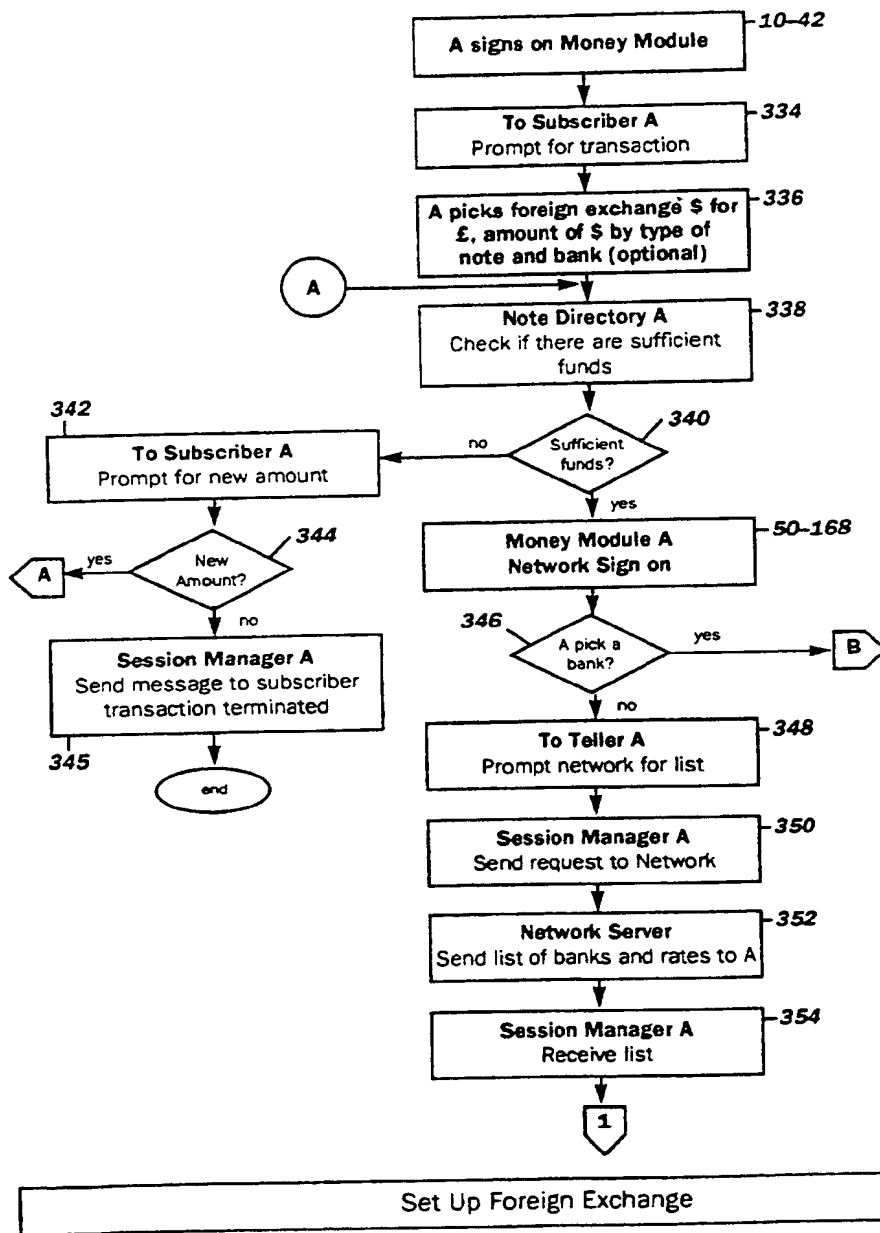 10-42
A signs on Money Module
334
To Subscriber A
Prompt for transaction
336
A picks foreign exchange $ for
£, amount of $ by type of
note and bank (optional)
A
338
Note Directory A
Check if there are sufficient
funds
342
340
To Subscriber A
Prompt for new amount
no
Sufficient
funds?
yes
344
50-168
Money Module A
Network Sign on
A
yes
New
Amount?
346
no
A pick a
bank?
yes
B
Session Manager A
Send message to subscriber
transaction terminated
no
345
348
To Teller A
Prompt network for list
end
350
Session Manager A
Send request to Network
352
Network Server
Send list of banks and rates to A
354
Session Manager A
Receive list
1
Set Up Foreign Exchange